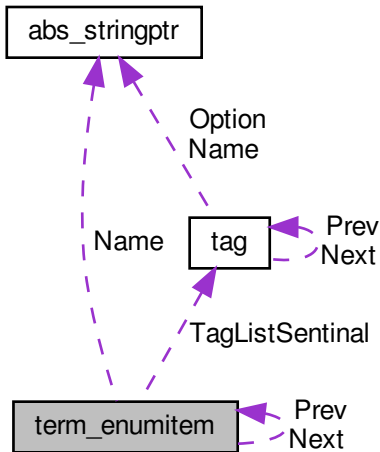 abs_stringptr
Option
Name
Prev
tag
Next
Name
TagListSentinal
Prev
term_enumitem
Next